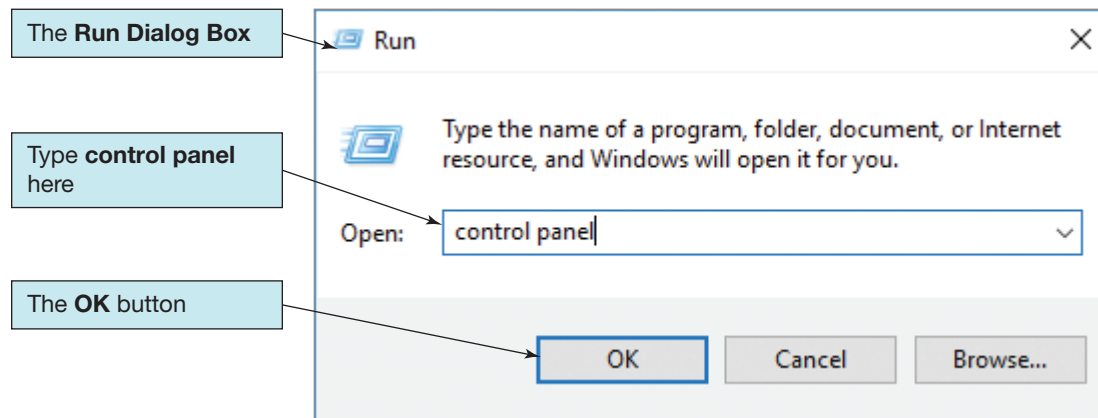 The Run Dialog Box
Run
Type the name of a program, folder, document, or Internet
resource, and Windows will open it for you.
Type control panel
here
Open:
control panel
The OK button
OK
Cancel
Browse...